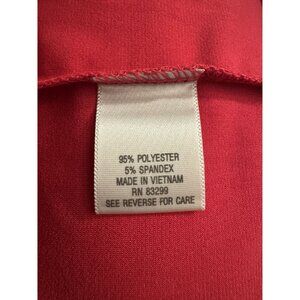 95% POLYESTER
5% SPANDEX
MADE IN VIETNAM
RN 83299
SEE REVERSE FOR CARE